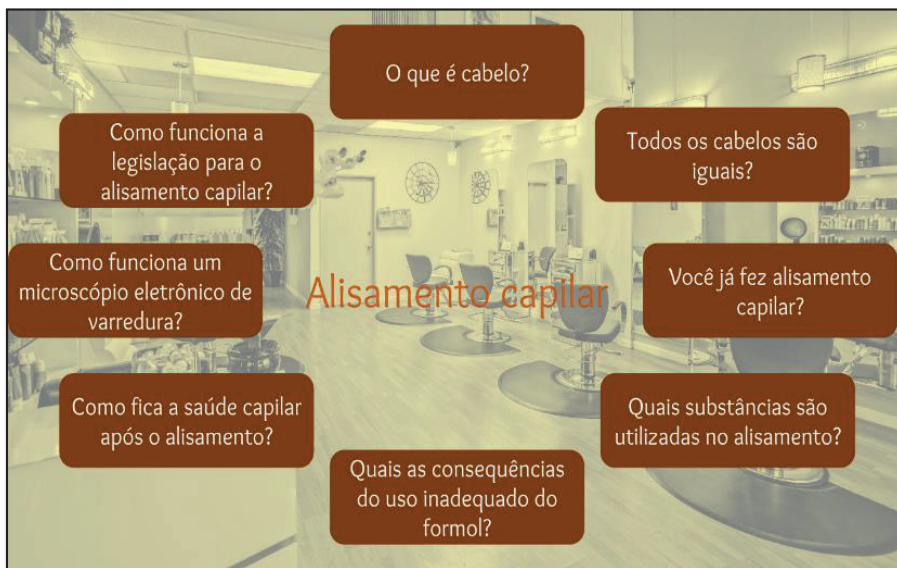 O que é cabelo?
Como funciona a
legislação para o
alisamento capilar?
Todos os cabelos são
iguais?
Como funciona um
microscópio eletrônico de
varredura?
Alisamento capilar
Você já fez alisamento
capilar?
Como fica a saúde capilar
após o alisamento?
Quais substâncias são
utilizadas no alisamento?
Quais as consequências
do uso inadequado do
formol?